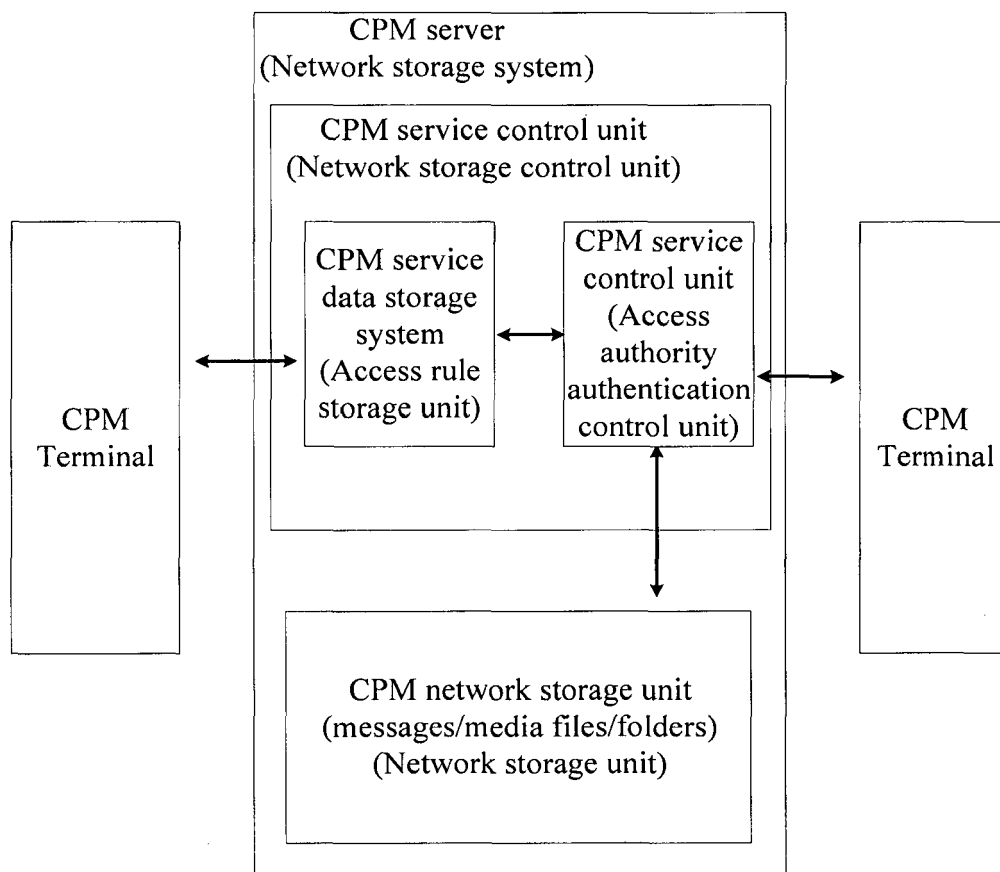 CPM server
(Network storage system)
CPM service control unit
(Network storage control unit)
CPM
Terminal
CPM service
data storage
system
(Access rule
storage unit)
CPM service
control unit
(Access
authority
authentication
control unit)
CPM
Terminal
CPM network storage unit
(messages/media files/folders)
(Network storage unit)